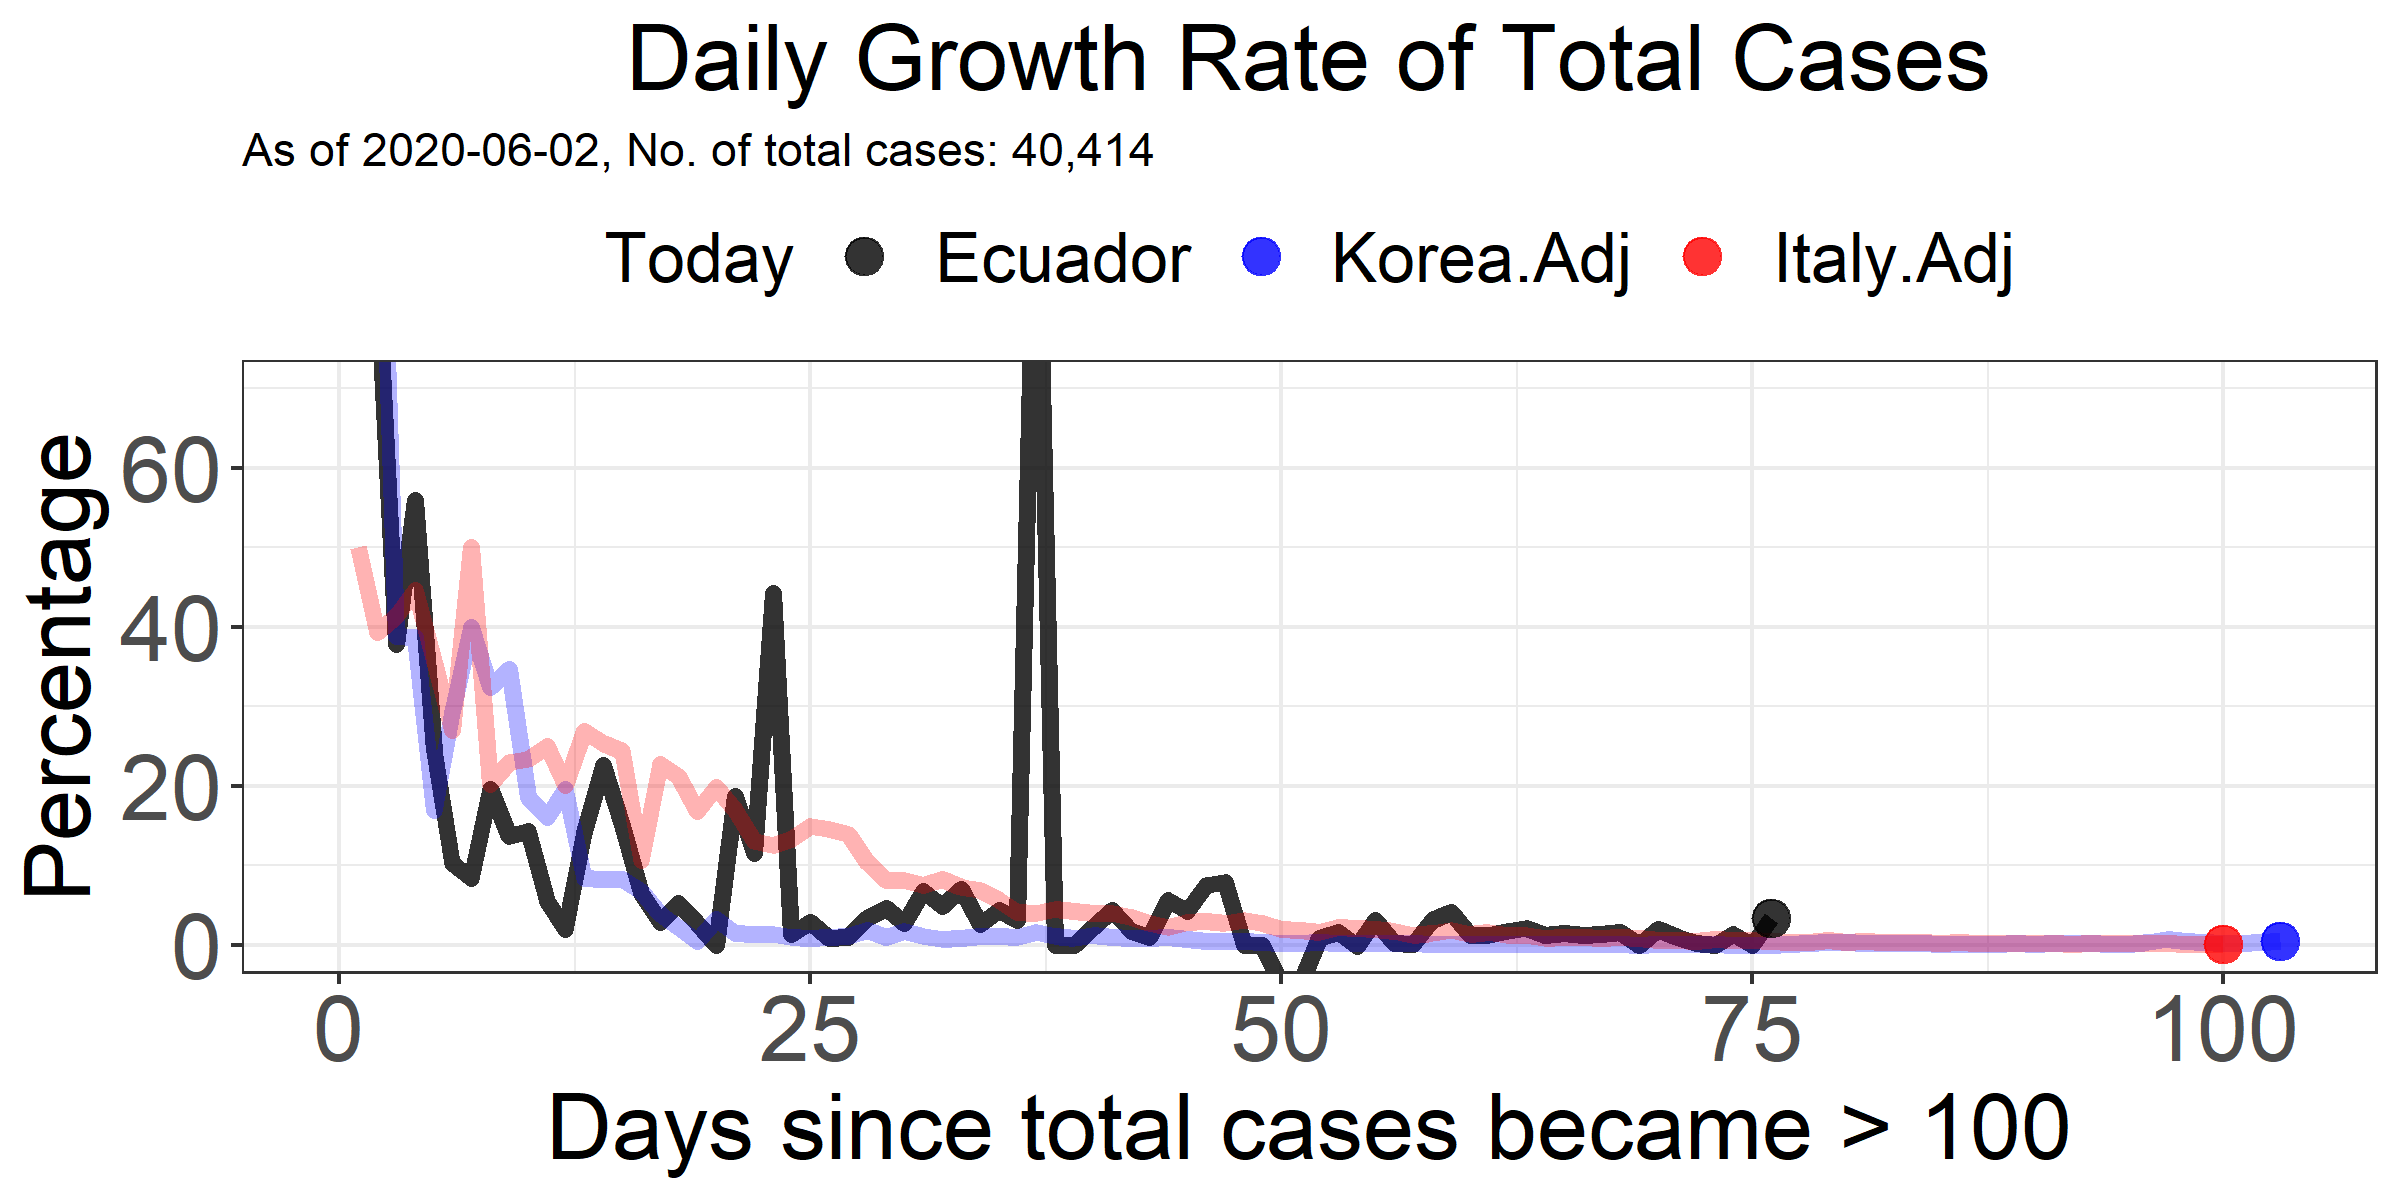 Daily Growth Rate of Total Cases
As of 2020-06-02, No. of total cases: 40,414
Today Ecuador Korea.Adj Italy.Adj
Percentage
60
40
20
0
0 25 50 75 100
Days since total cases became > 100